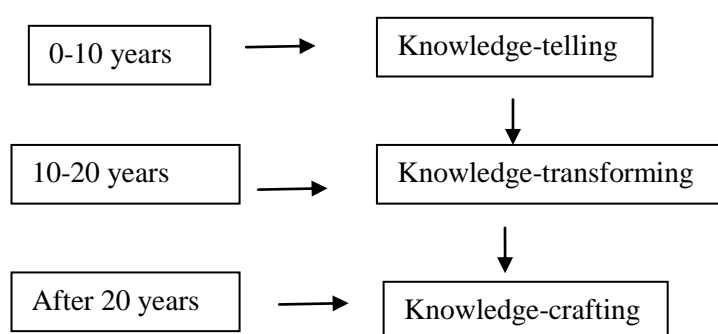 0-10 years
Knowledge-telling
10-20 years
Knowledge-transforming
After 20 years
Knowledge-crafting